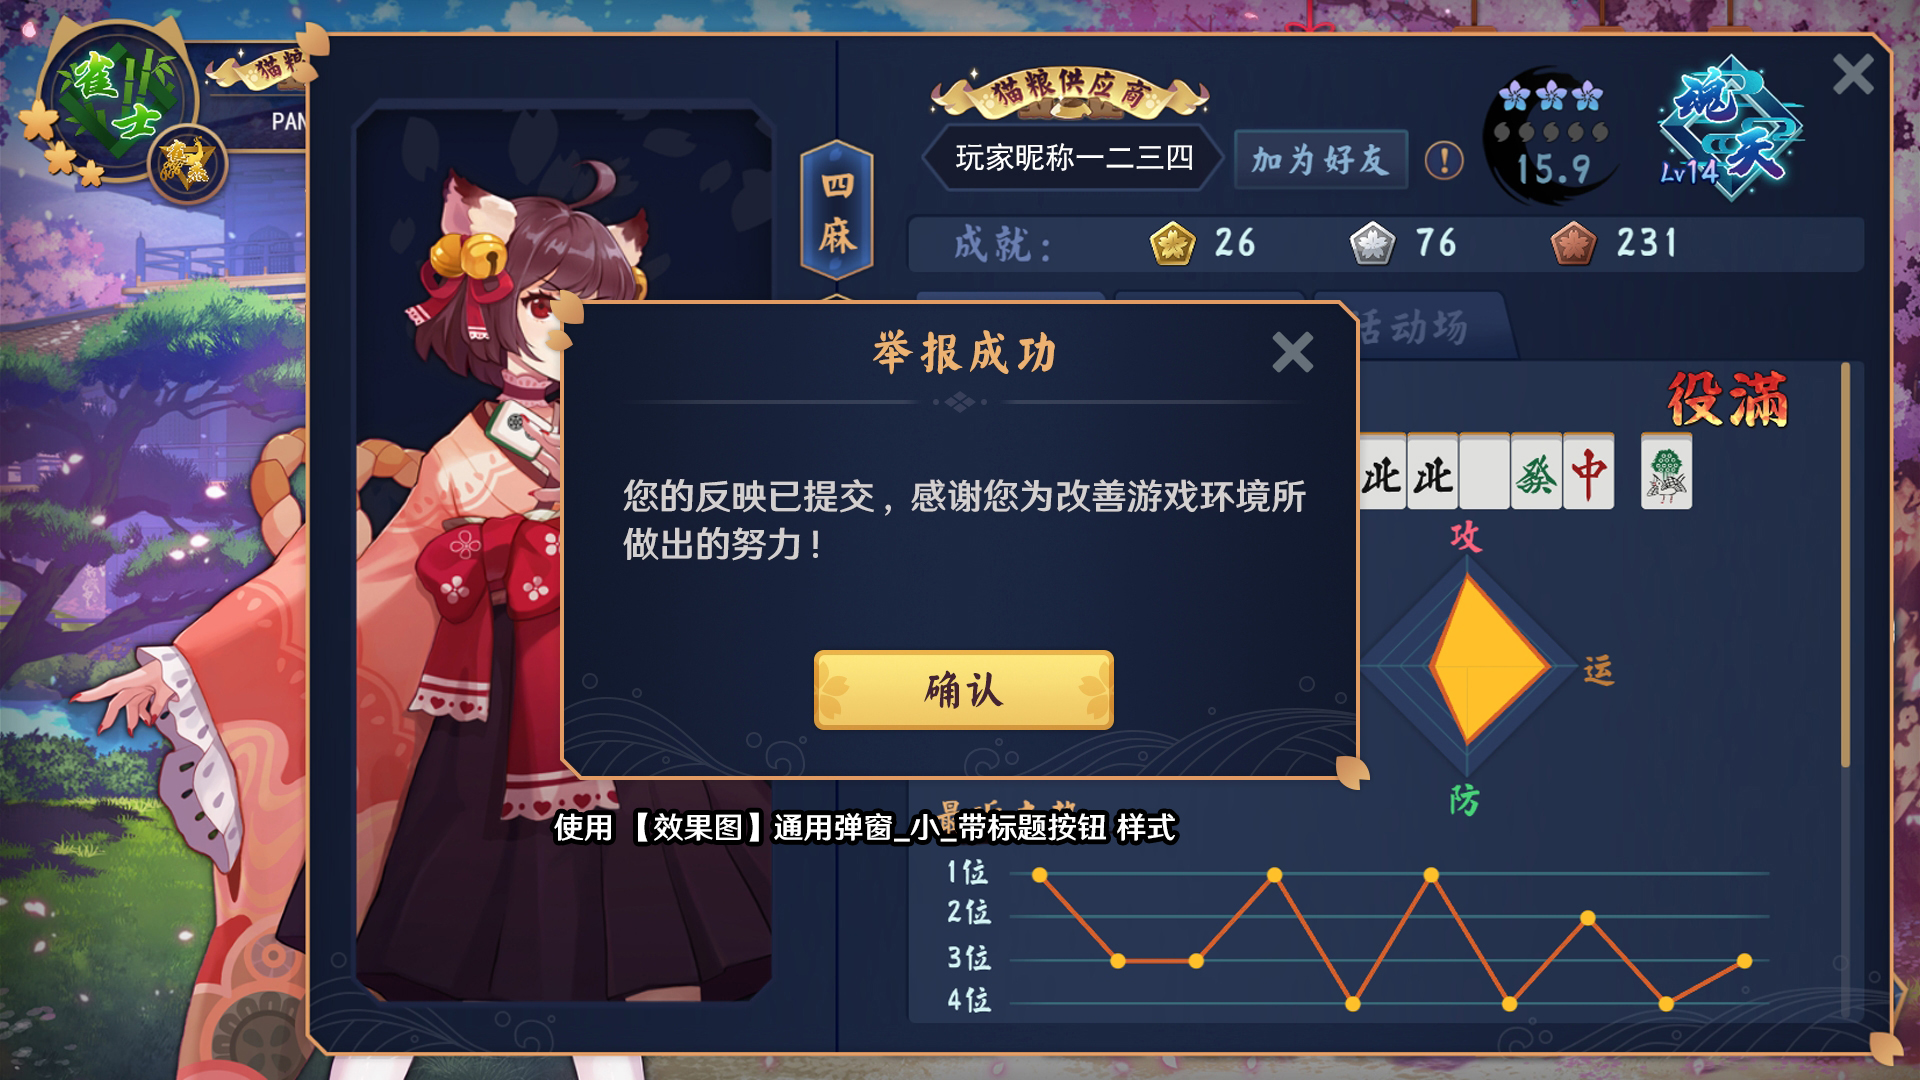 雀士
猫粮
PAN
猫粮供应商
玩家昵称一二三四
加为好友
!
15.9
魂天
Lv14
四麻
成就：
26
76
231
活动场
举报成功
您的反映已提交，感谢您为改善游戏环境所
做出的努力！
确认
役满
北
北
發
中
攻
运
防
使用 【效果图】通用弹窗_小_带标题按钮 样式
1位
2位
3位
4位